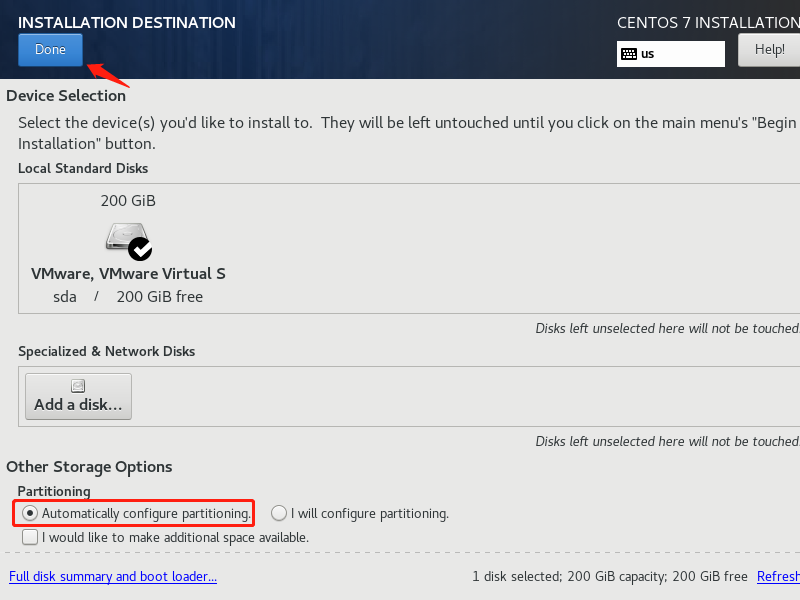 INSTALLATION DESTINATION
CENTOS 7 INSTALLATION
Done
us
Help!
Device Selection
Select the device(s) you'd like to install to.  They will be left untouched until you click on the main menu's "Begin
Installation" button.
Local Standard Disks
200 GiB
VMware, VMware Virtual S
sda / 200 GiB free
Disks left unselected here will not be touched.
Specialized & Network Disks
Add a disk...
Disks left unselected here will not be touched.
Other Storage Options
Partitioning
Automatically configure partitioning. I will configure partitioning.
I would like to make additional space available.
Full disk summary and boot loader... 1 disk selected; 200 GiB capacity; 200 GiB free Refresh